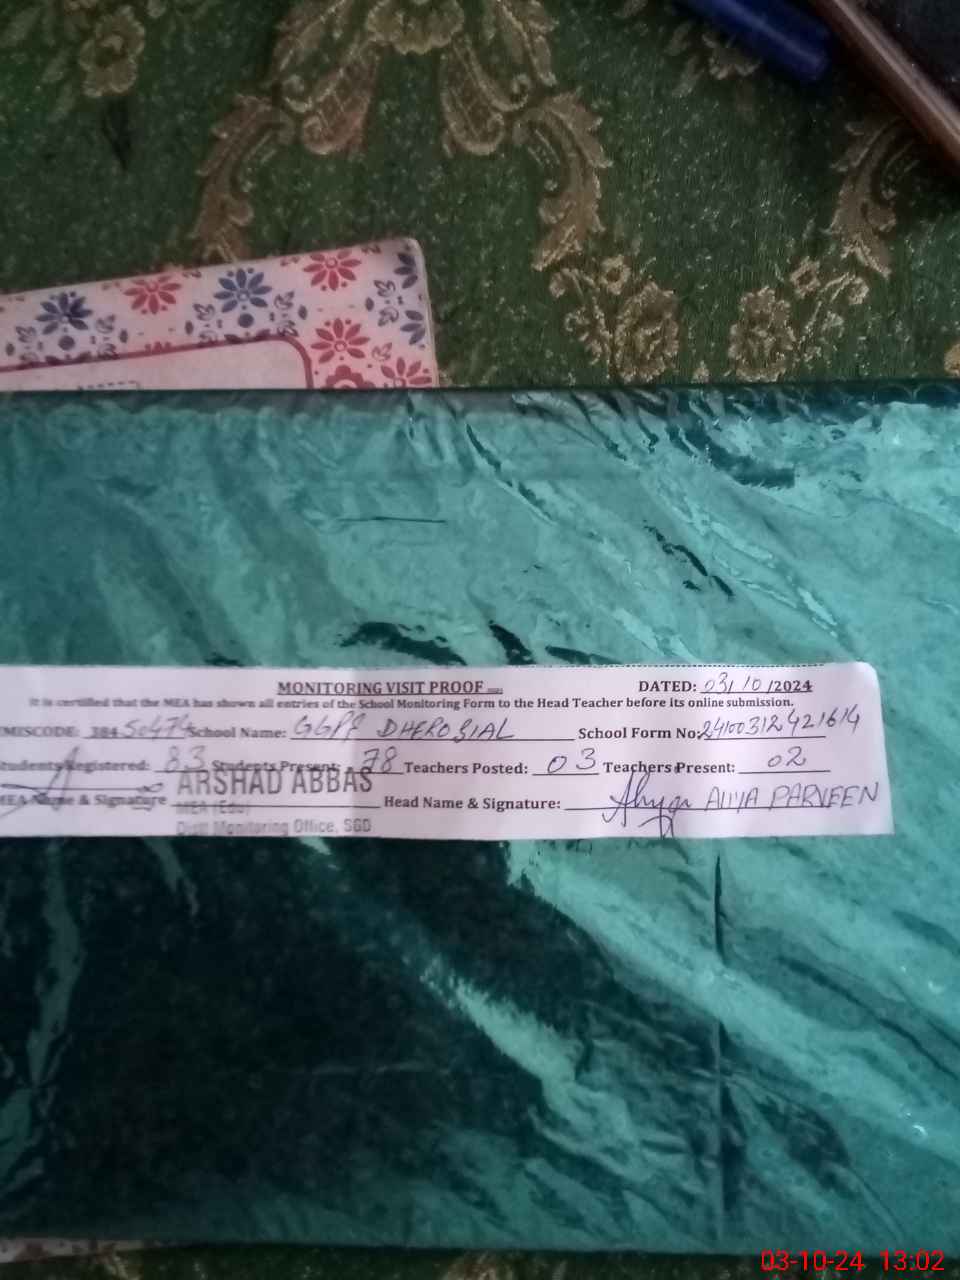 MONITORING VISIT PROOF
DATED: 03/10/2024
It is certified that the MEA has shown all entries of the School Monitoring Form to the Head Teacher before its online submission.
EMISCODE: 384 50474 School Name: GGPS DHEROSIAL School Form No: 24100312421614
Students Registered: 83 Students Present: 78 Teachers Posted: 03 Teachers Present: 02
MEA Name & Signature ARSHAD ABBAS Head Name & Signature: ALIYA PARVEEN
MEA (Edu)
Distt Monitoring Office, SGD
03-10-24 13:02